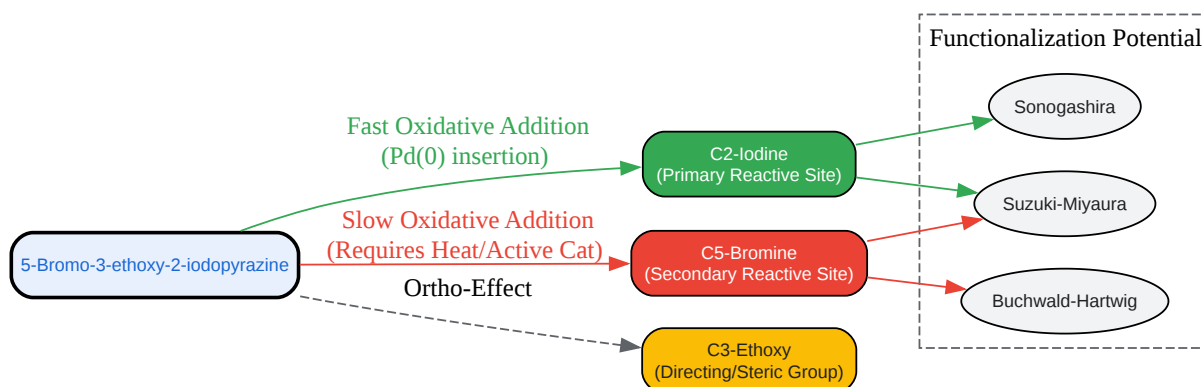 Functionalization Potential
Sonogashira
Fast Oxidative Addition
(Pd(0) insertion)
C2-Iodine
(Primary Reactive Site)
Suzuki-Miyaura
Slow Oxidative Addition
(Requires Heat/Active Cat)
5-Bromo-3-ethoxy-2-iodopyrazine
C5-Bromine
(Secondary Reactive Site)
Ortho-Effect
Buchwald-Hartwig
C3-Ethoxy
(Directing/Steric Group)